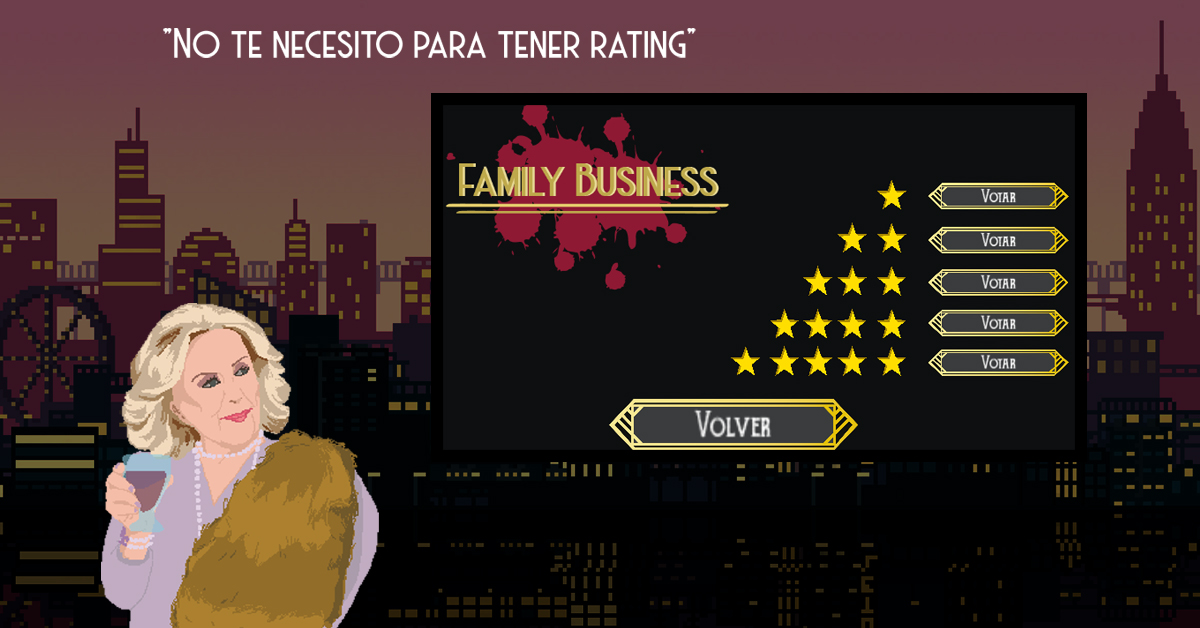 "No te necesito para tener rating"
Family Business
Votar
Votar
Votar
Votar
Votar
Volver